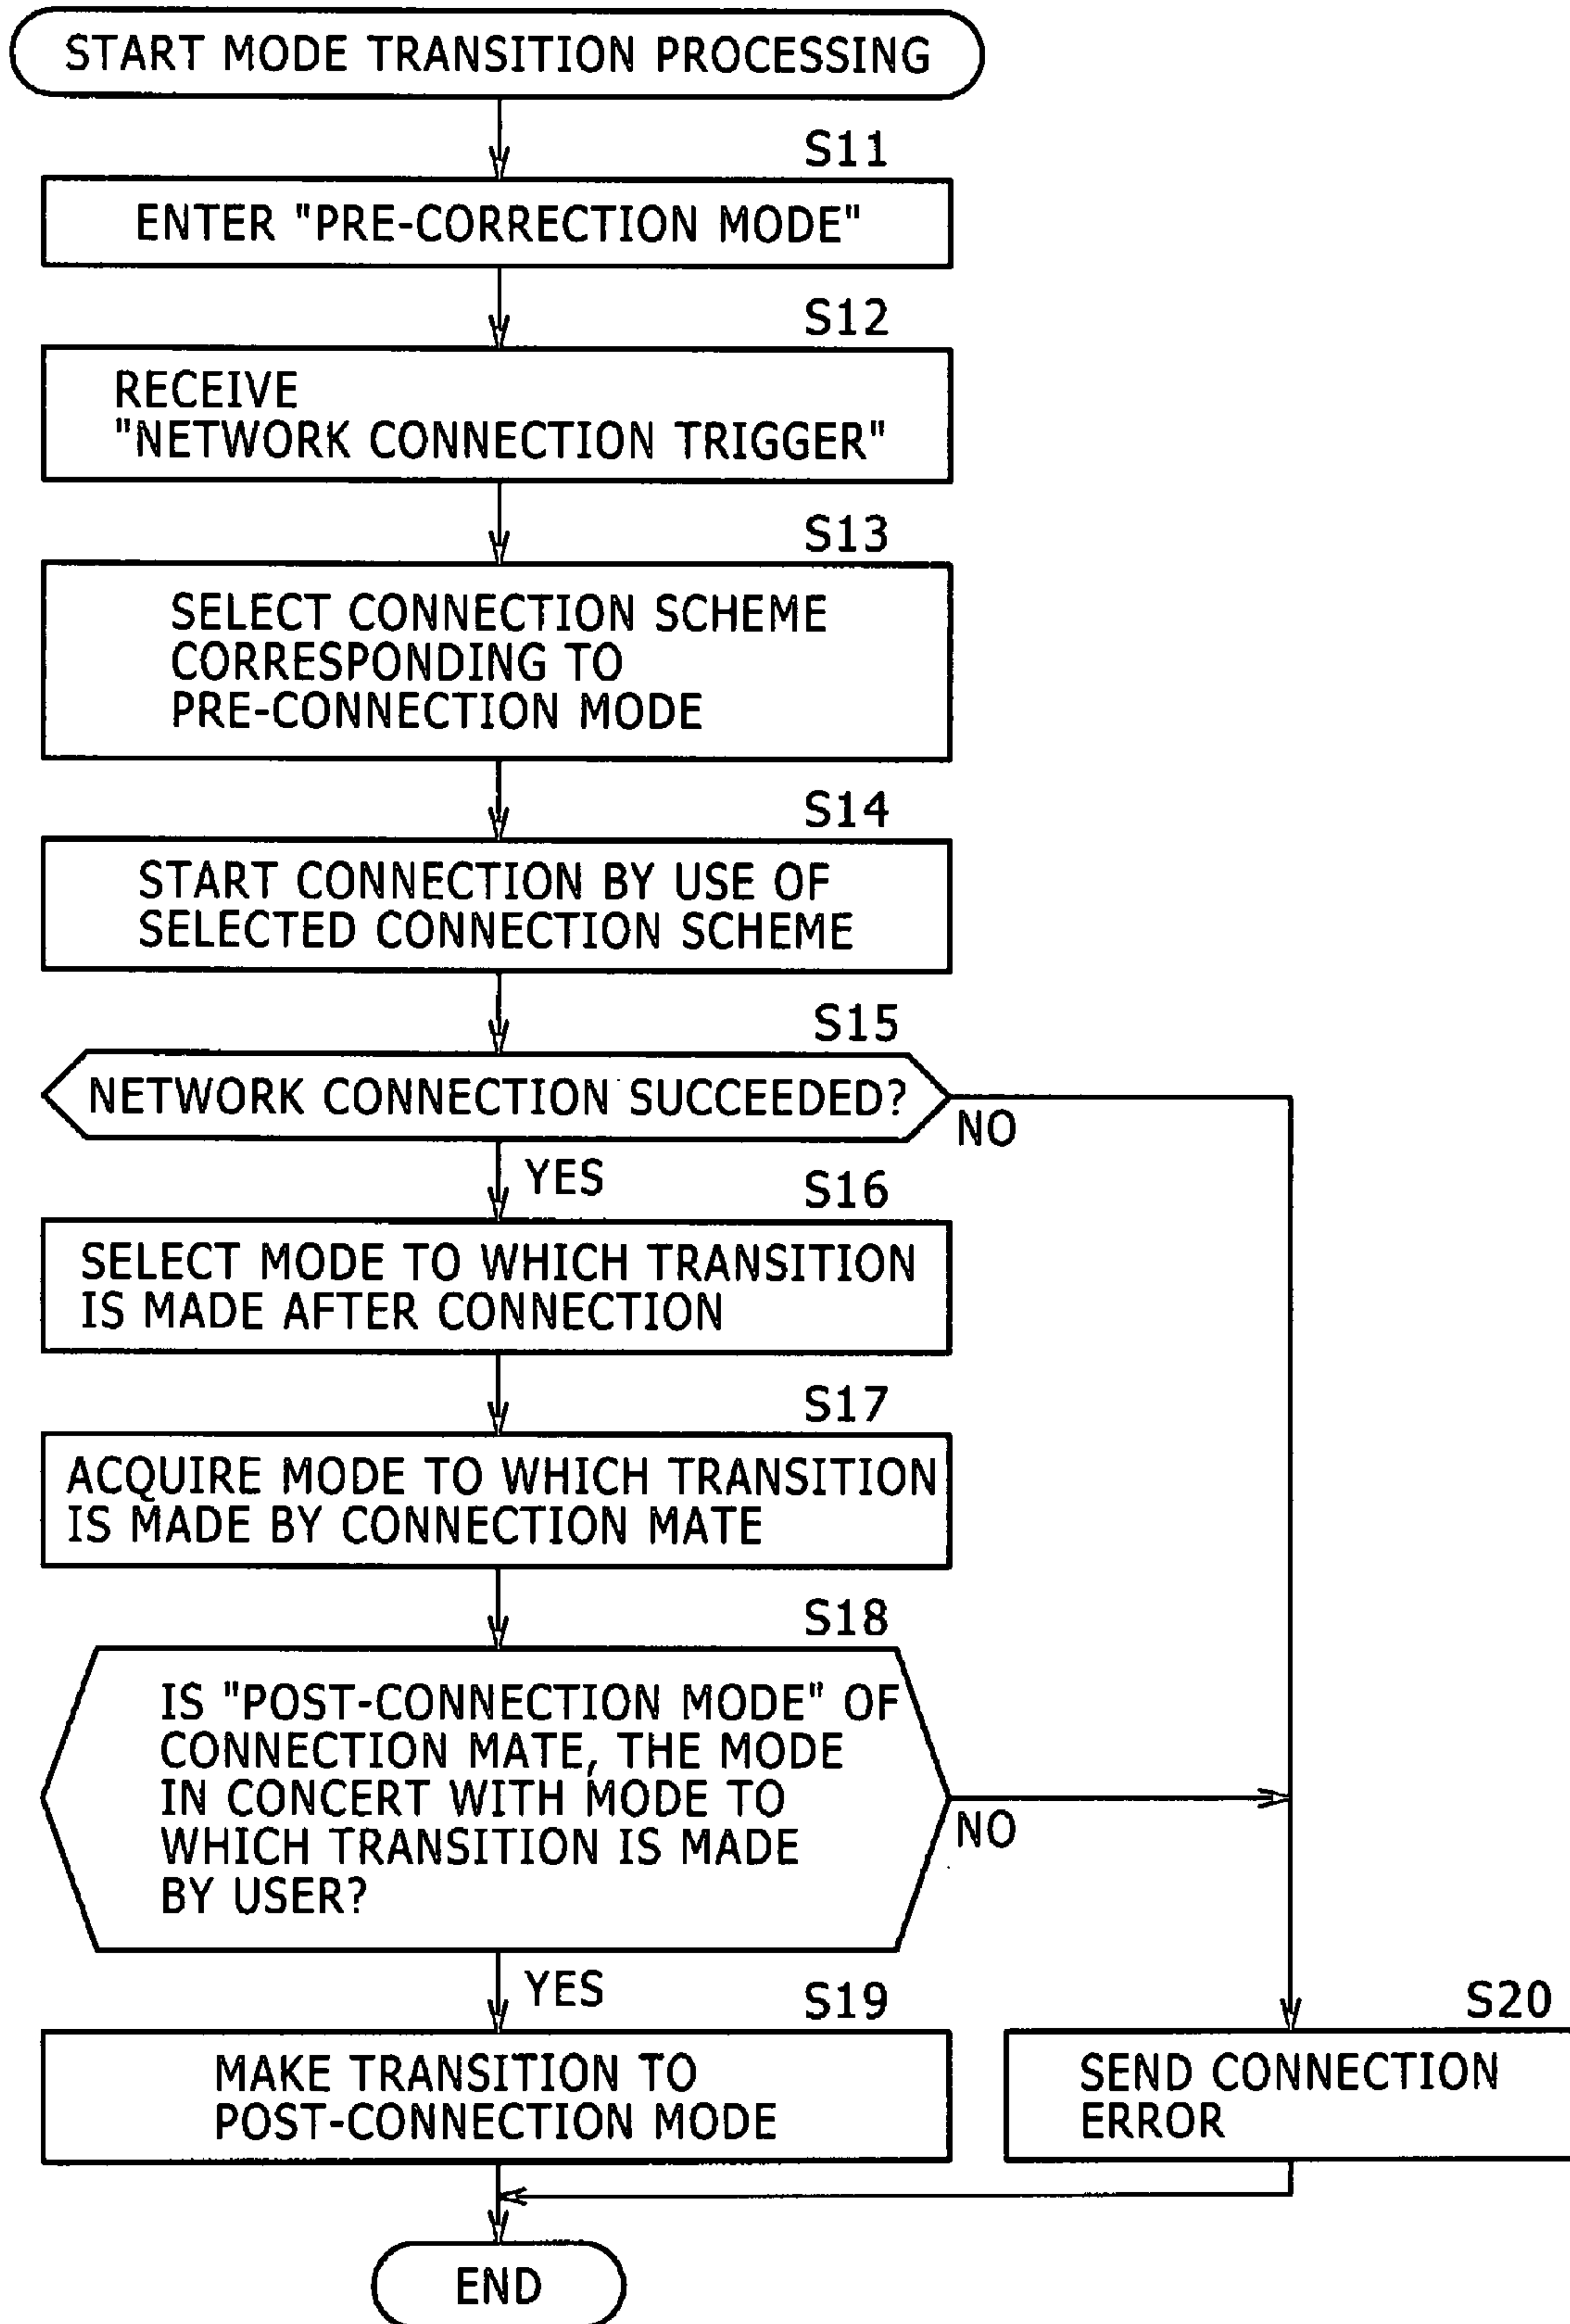 START MODE TRANSITION PROCESSING
S11
ENTER "PRE-CORRECTION MODE"
S12
RECEIVE
"NETWORK CONNECTION TRIGGER"
S13
SELECT CONNECTION SCHEME
CORRESPONDING TO
PRE-CONNECTION MODE
S14
START CONNECTION BY USE OF
SELECTED CONNECTION SCHEME
S15
NETWORK CONNECTION SUCCEEDED?
NO
YES
S16
SELECT MODE TO WHICH TRANSITION
IS MADE AFTER CONNECTION
S17
ACQUIRE MODE TO WHICH TRANSITION
IS MADE BY CONNECTION MATE
S18
IS "POST-CONNECTION MODE" OF
CONNECTION MATE, THE MODE
IN CONCERT WITH MODE TO
WHICH TRANSITION IS MADE
BY USER?
NO
YES
S19
MAKE TRANSITION TO
POST-CONNECTION MODE
S20
SEND CONNECTION
ERROR
END